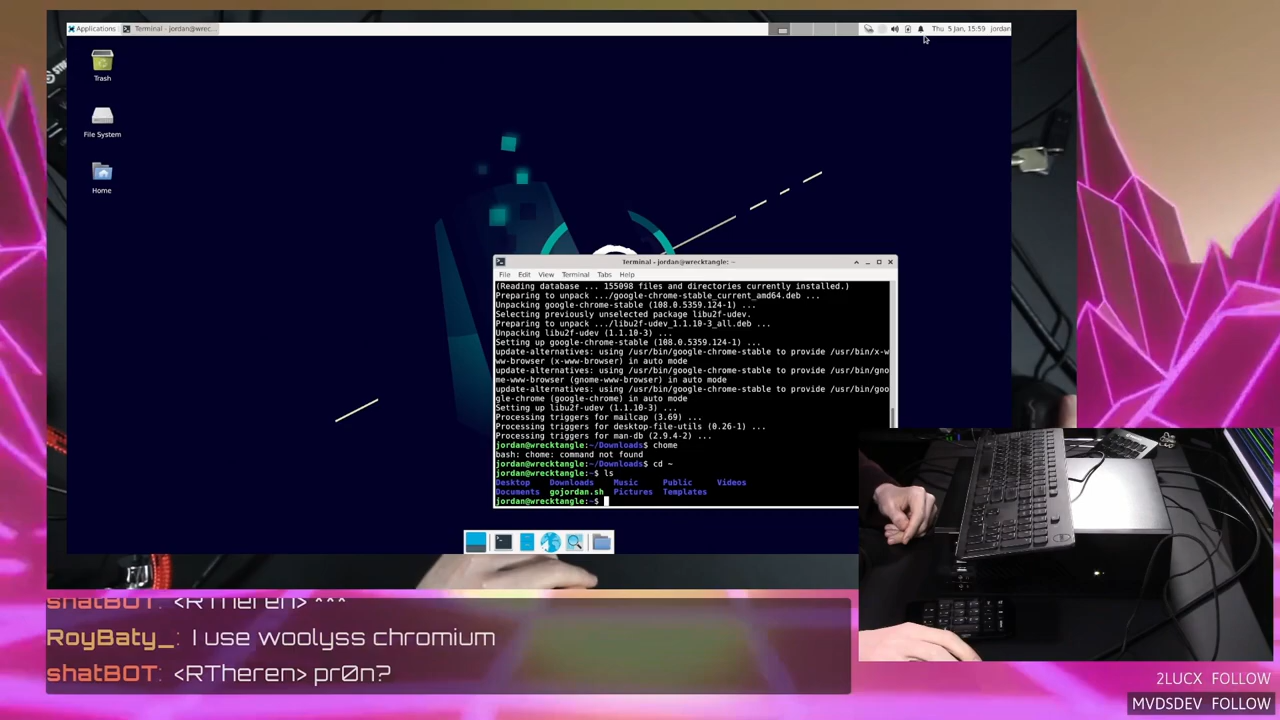 Applications
Terminal - jordan@wrec...
Thu 5 Jan, 15:59 jordan
Trash
File System
Home
Terminal - jordan@wrecktangle: ~
File Edit View Terminal Tabs Help
(Reading database ... 155098 files and directories currently installed.)
Preparing to unpack .../google-chrome-stable_current_amd64.deb ...
Unpacking google-chrome-stable (108.0.5359.124-1) ...
Selecting previously unselected package libu2f-udev.
Preparing to unpack .../libu2f-udev_1.1.10-3_all.deb ...
Unpacking libu2f-udev (1.1.10-3) ...
Setting up google-chrome-stable (108.0.5359.124-1) ...
update-alternatives: using /usr/bin/google-chrome-stable to provide /usr/bin/x-w
ww-browser (x-www-browser) in auto mode
update-alternatives: using /usr/bin/google-chrome-stable to provide /usr/bin/gno
me-www-browser (gnome-www-browser) in auto mode
update-alternatives: using /usr/bin/google-chrome-stable to provide /usr/bin/goo
gle-chrome (google-chrome) in auto mode
Setting up libu2f-udev (1.1.10-3) ...
Processing triggers for mailcap (3.69) ...
Processing triggers for desktop-file-utils (0.26-1) ...
Processing triggers for man-db (2.9.4-2) ...
jordan@wrecktangle:~/Downloads$ chome
bash: chome: command not found
jordan@wrecktangle:~/Downloads$ cd ~
jordan@wrecktangle:~$ ls
Desktop Downloads Music Public Videos
Documents gojordan.sh Pictures Templates
jordan@wrecktangle:~$
shatBOT: <RTheren> ^^^
RoyBaty_: I use woolyss chromium
shatBOT: <RTheren> pr0n?
2LUCX FOLLOW
MVDSDEV FOLLOW